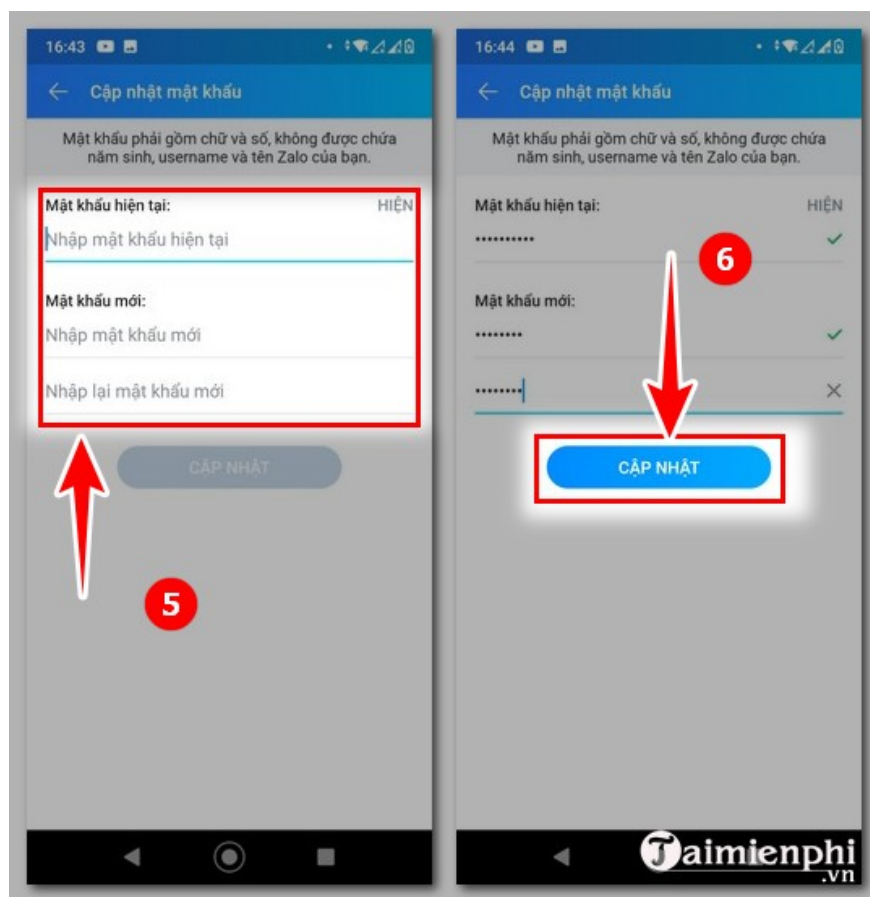 16:43
Cập nhật mật khẩu
Mật khẩu phải gồm chữ và số, không được chứa
năm sinh, username và tên Zalo của bạn.
Mật khẩu hiện tại:
HIỆN
Nhập mật khẩu hiện tại
Mật khẩu mới:
Nhập mật khẩu mới
Nhập lại mật khẩu mới
CẬP NHẬT
5
16:44
Cập nhật mật khẩu
Mật khẩu phải gồm chữ và số, không được chứa
năm sinh, username và tên Zalo của bạn.
Mật khẩu hiện tại:
HIỆN
••••••••••
6
Mật khẩu mới:
••••••••
••••••••
CẬP NHẬT
Taimienphi
.vn